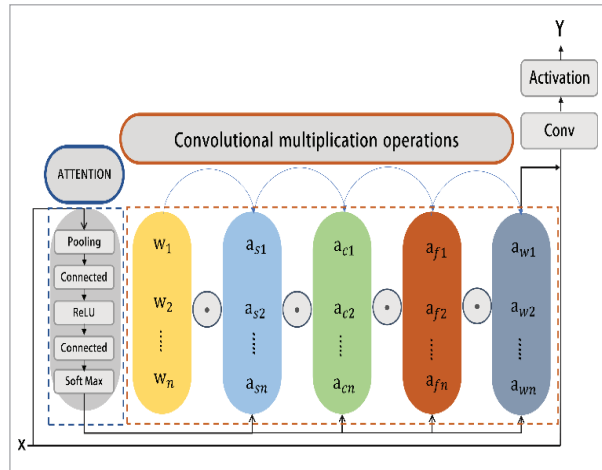 Y
Activation
Conv
Convolutional multiplication operations
ATTENTION
Pooling
Connected
ReLU
Connected
Soft Max
w1 as1 ac1 af1 aw1
w2 as2 ac2 af2 aw2
...... ...... ...... ...... ......
wn asn acn afn awn
X